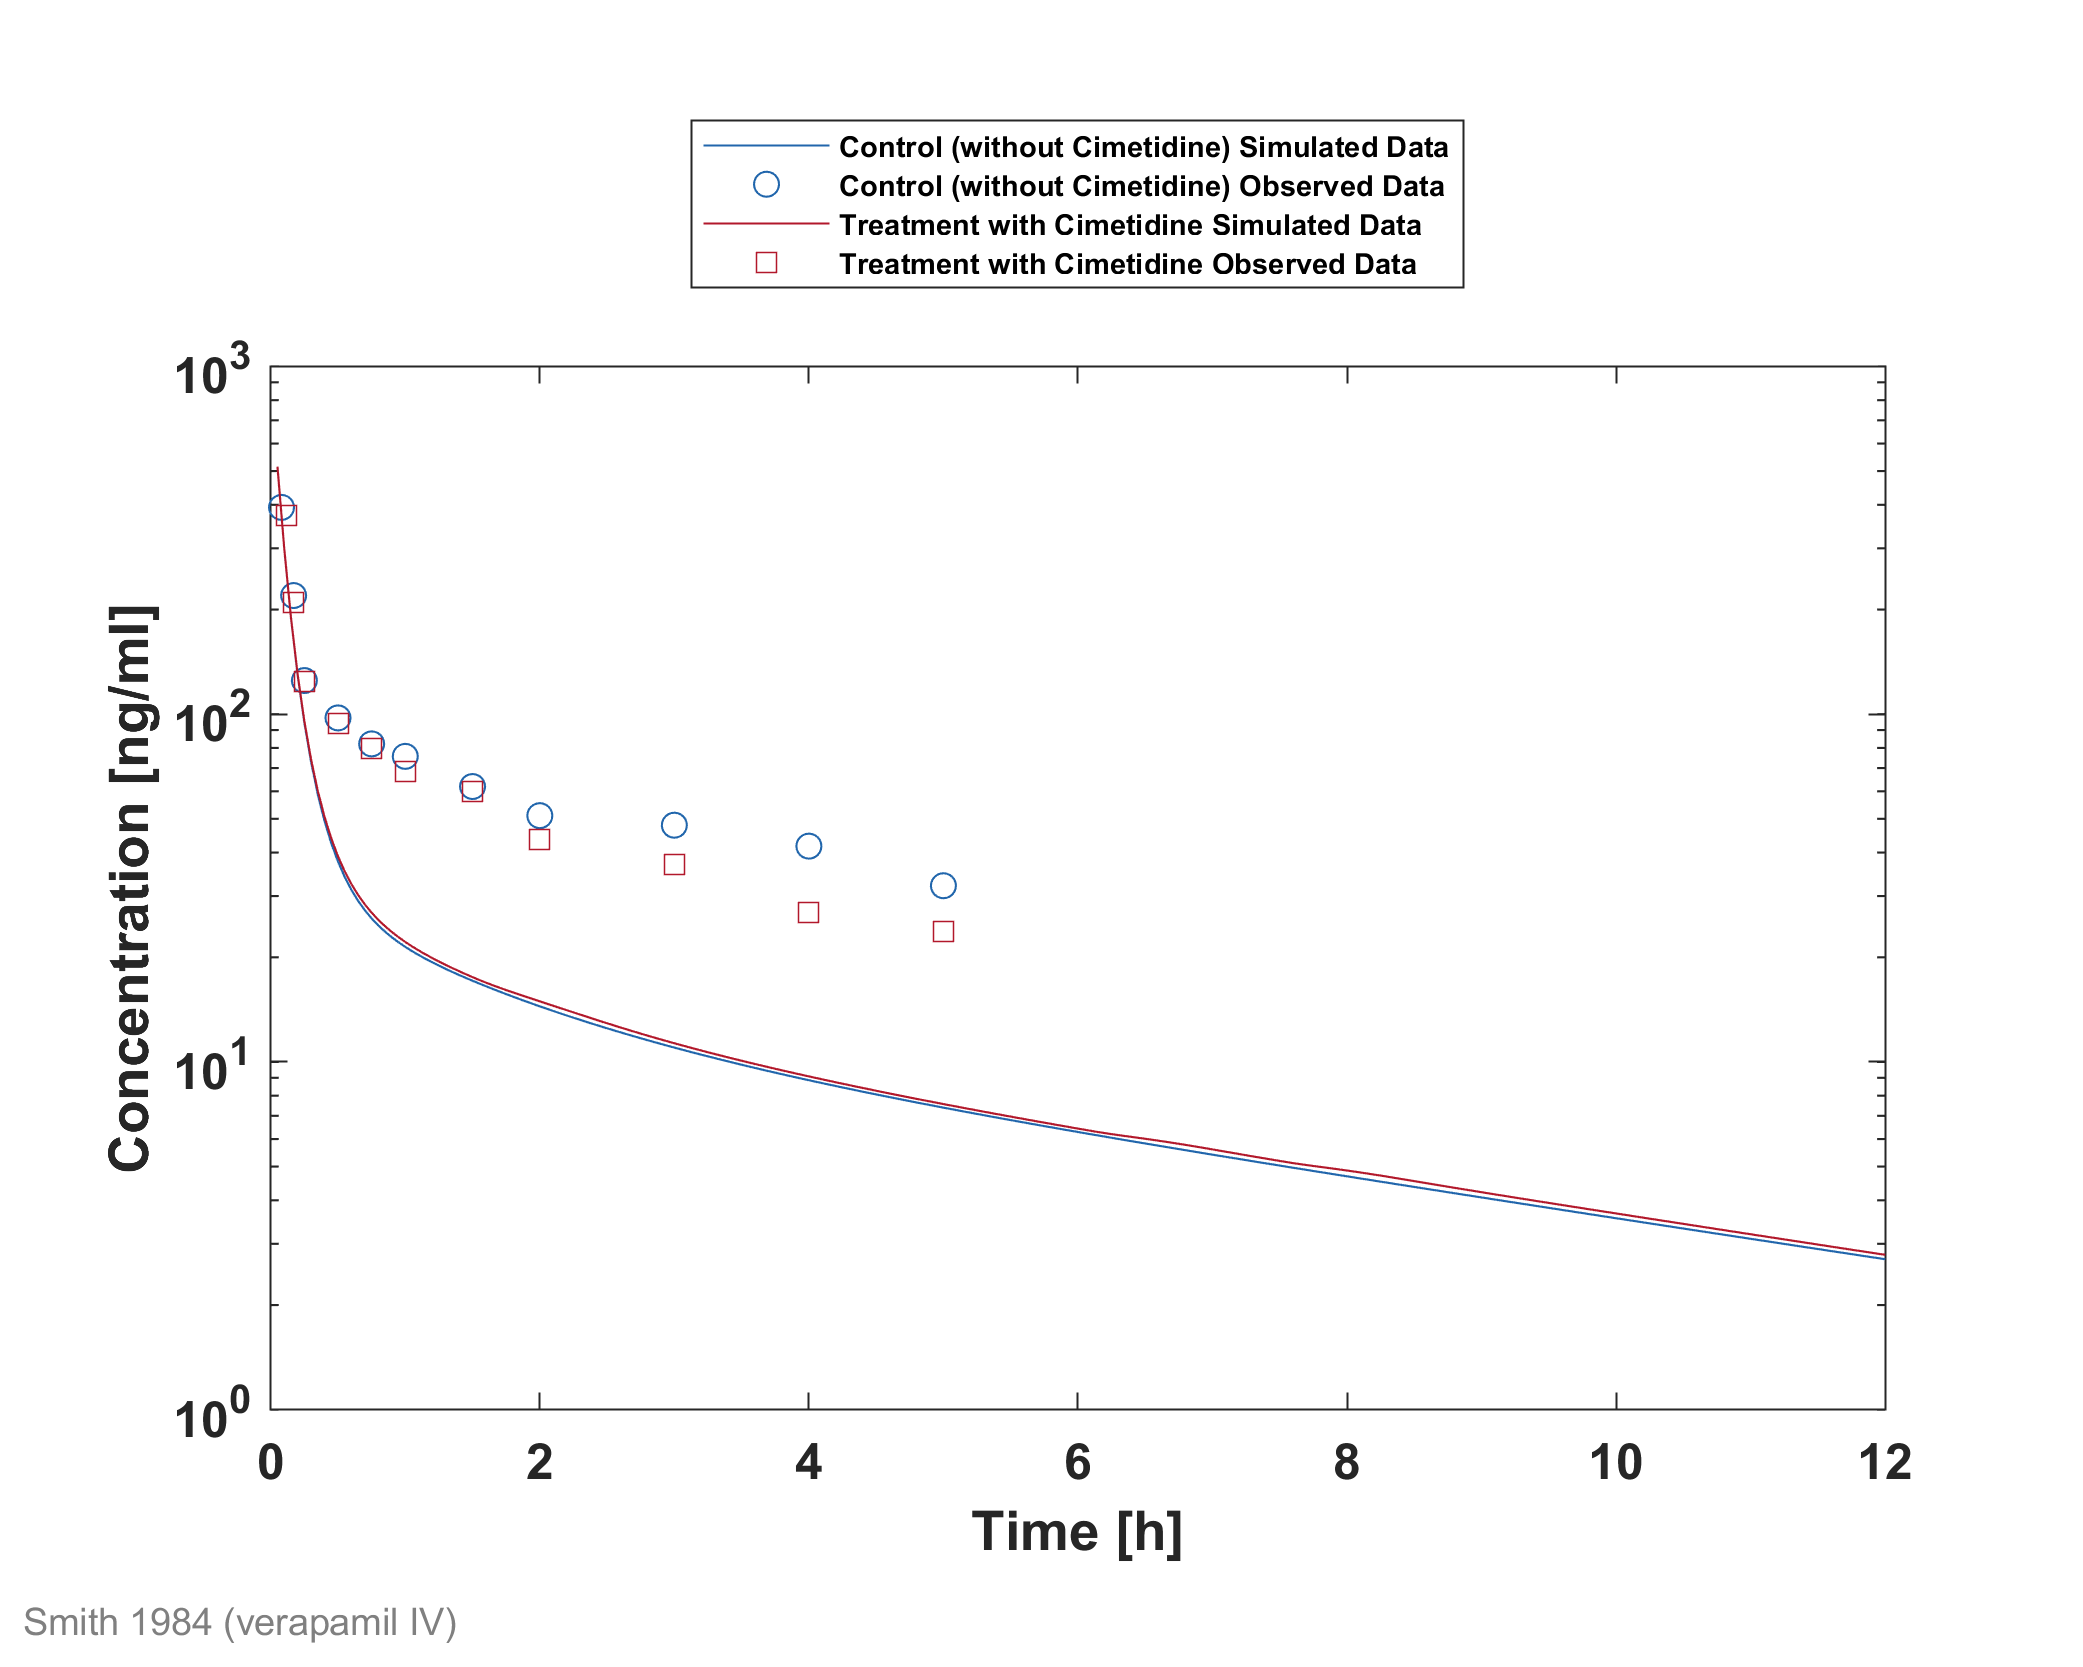 Control (without Cimetidine) Simulated Data
Control (without Cimetidine) Observed Data
Treatment with Cimetidine Simulated Data
Treatment with Cimetidine Observed Data
10³
10²
10¹
10⁰
Concentration [ng/ml]
0 2 4 6 8 10 12
Time [h]
Smith 1984 (verapamil IV)